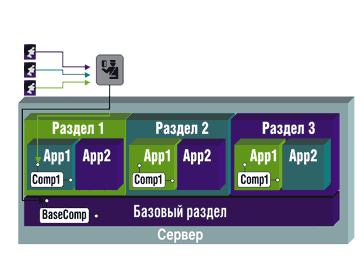 Раздел 1 Раздел 2 Раздел 3
App1 App2 App1 App2 App1 App2
Comp1 Comp1 Comp1
BaseComp Базовый раздел
Сервер